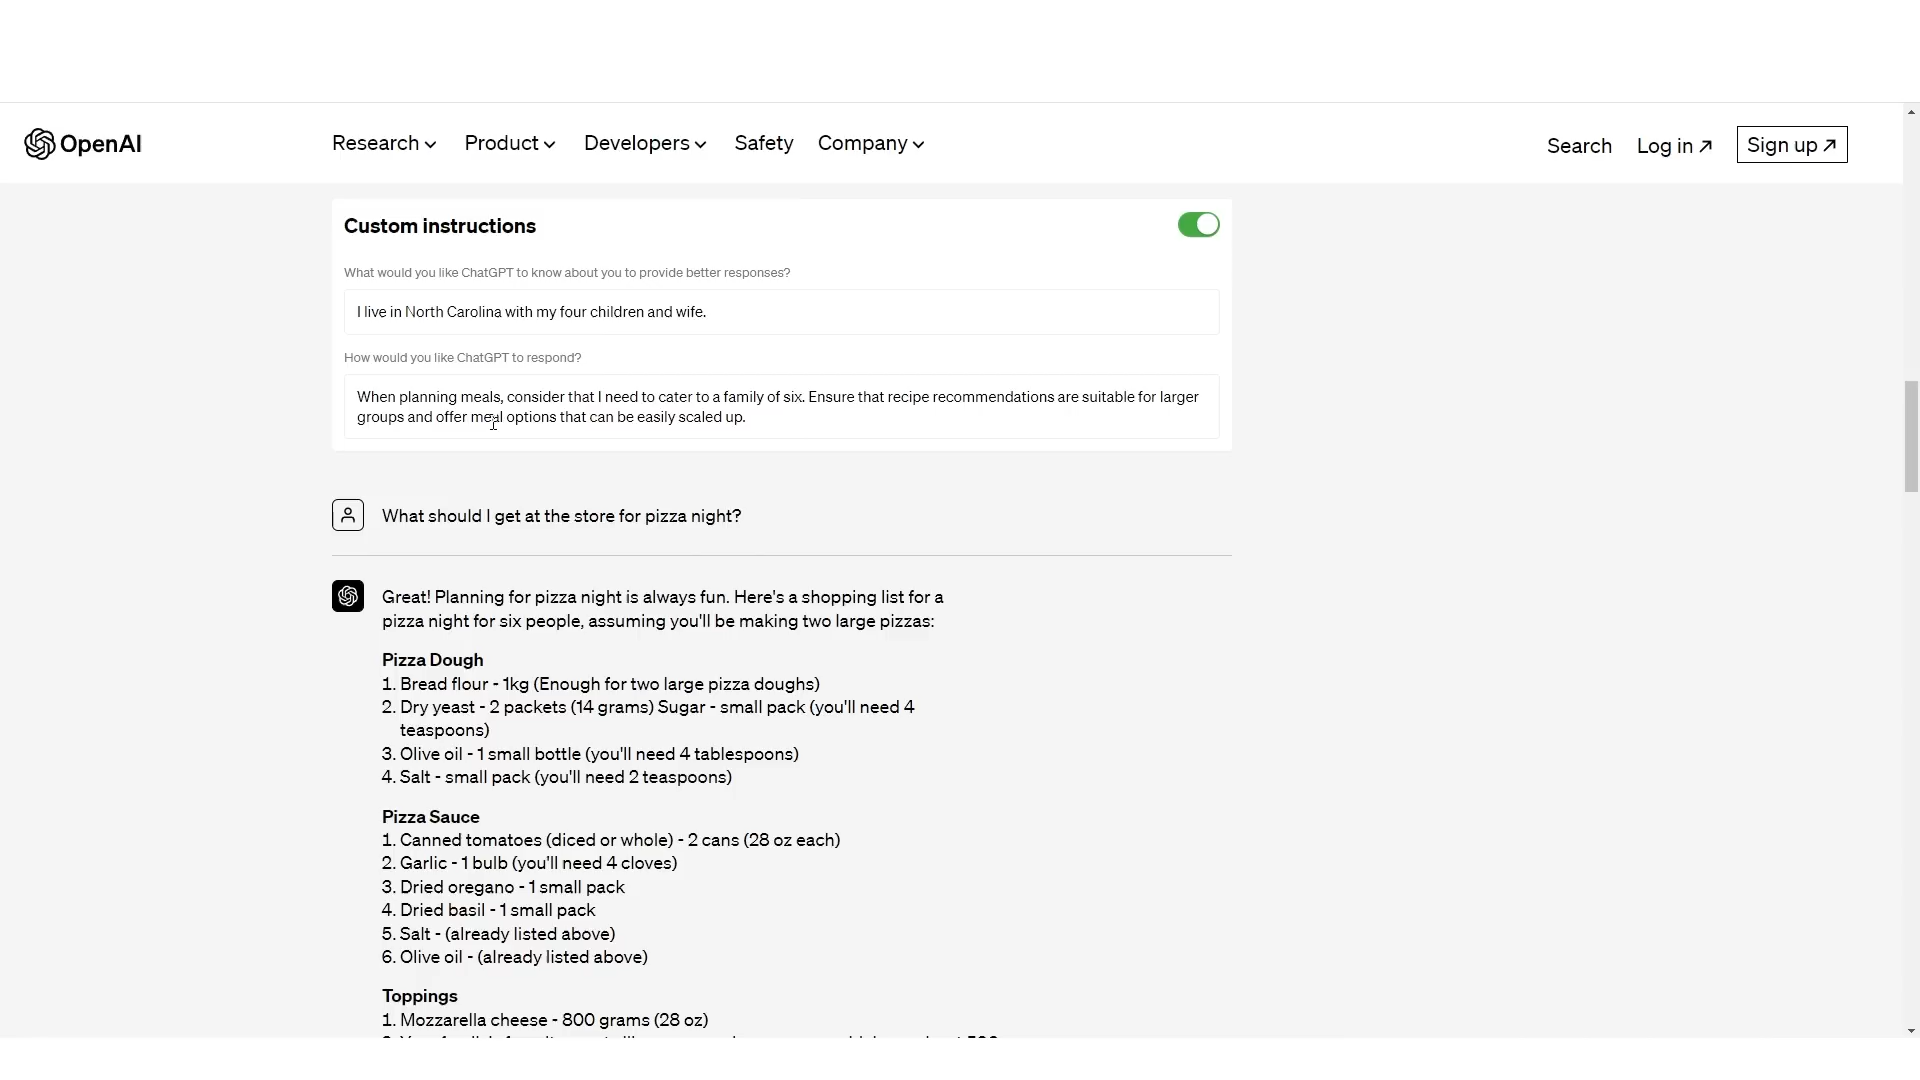 OpenAI
Research
Product
Developers
Safety
Company
Search
Log in ↗
Sign up ↗
Custom instructions
What would you like ChatGPT to know about you to provide better responses?
I live in North Carolina with my four children and wife.
How would you like ChatGPT to respond?
When planning meals, consider that I need to cater to a family of six. Ensure that recipe recommendations are suitable for larger
groups and offer meal options that can be easily scaled up.
What should I get at the store for pizza night?
Great! Planning for pizza night is always fun. Here's a shopping list for a
pizza night for six people, assuming you'll be making two large pizzas:
Pizza Dough
1. Bread flour - 1kg (Enough for two large pizza doughs)
2. Dry yeast - 2 packets (14 grams) Sugar - small pack (you'll need 4
teaspoons)
3. Olive oil - 1 small bottle (you'll need 4 tablespoons)
4. Salt - small pack (you'll need 2 teaspoons)
Pizza Sauce
1. Canned tomatoes (diced or whole) - 2 cans (28 oz each)
2. Garlic - 1 bulb (you'll need 4 cloves)
3. Dried oregano - 1 small pack
4. Dried basil - 1 small pack
5. Salt - (already listed above)
6. Olive oil - (already listed above)
Toppings
1. Mozzarella cheese - 800 grams (28 oz)